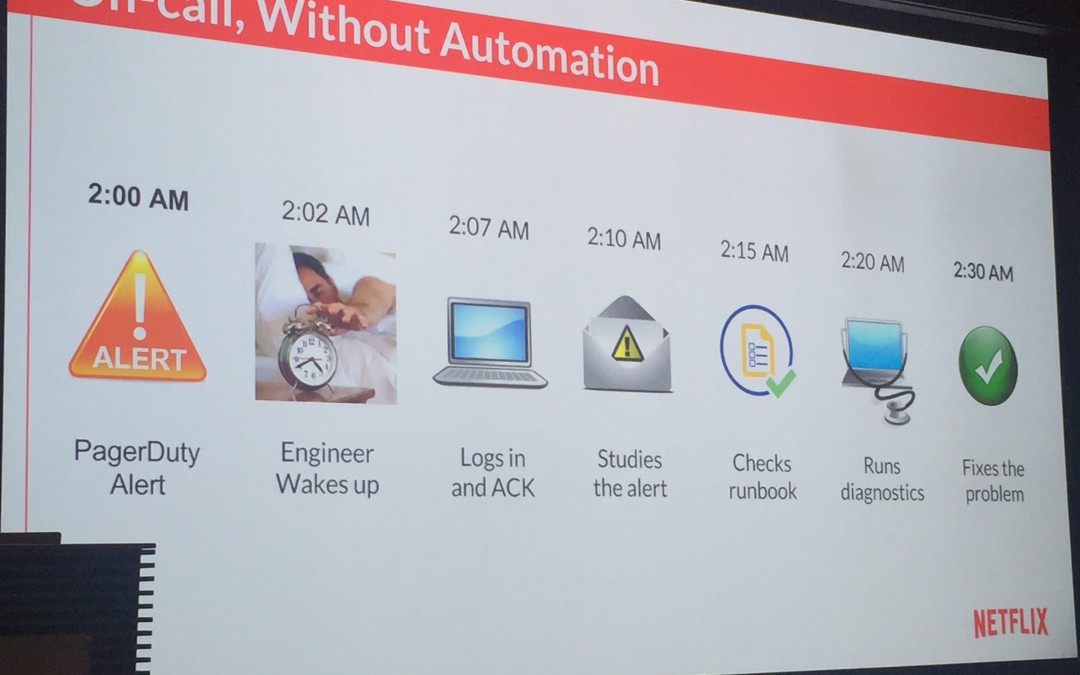 On-call, Without Automation
2:00 AM
2:02 AM
2:07 AM
2:10 AM
2:15 AM
2:20 AM
2:30 AM
ALERT
PagerDuty
Alert
Engineer
Wakes up
Logs in
and ACK
Studies
the alert
Checks
runbook
Runs
diagnostics
Fixes the
problem
NETFLIX